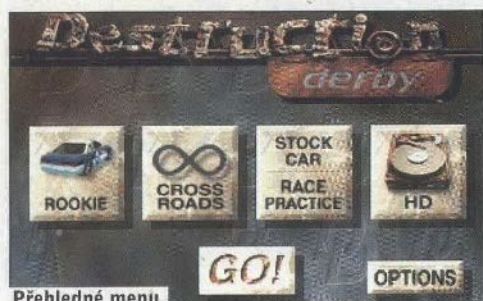 Destruction
derby
STOCK
CAR
ROOKIE
CROSS
ROADS
RACE
PRACTICE
HD
GO!
OPTIONS
Přehledné menu